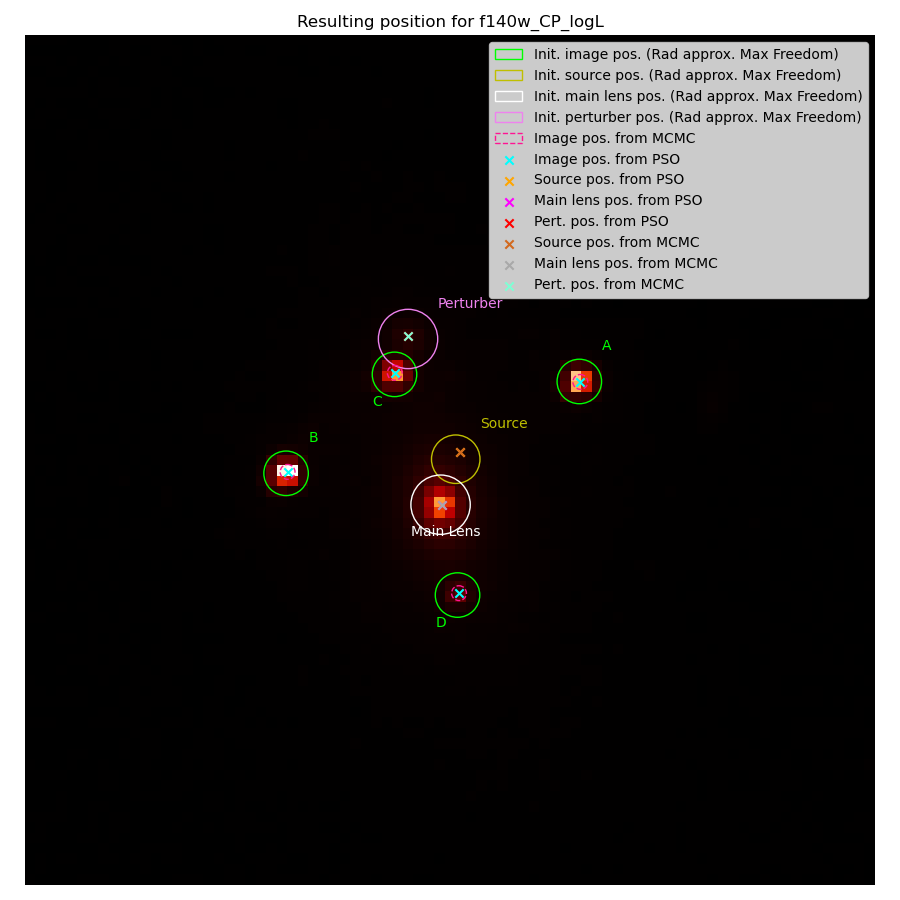 Resulting position for f140w_CP_logL
Init. image pos. (Rad approx. Max Freedom)
Init. source pos. (Rad approx. Max Freedom)
Init. main lens pos. (Rad approx. Max Freedom)
Init. perturber pos. (Rad approx. Max Freedom)
Image pos. from MCMC
Image pos. from PSO
Source pos. from PSO
Main lens pos. from PSO
Pert. pos. from PSO
Source pos. from MCMC
Main lens pos. from MCMC
Pert. pos. from MCMC
Perturber
A
C
Source
B
Main Lens
D